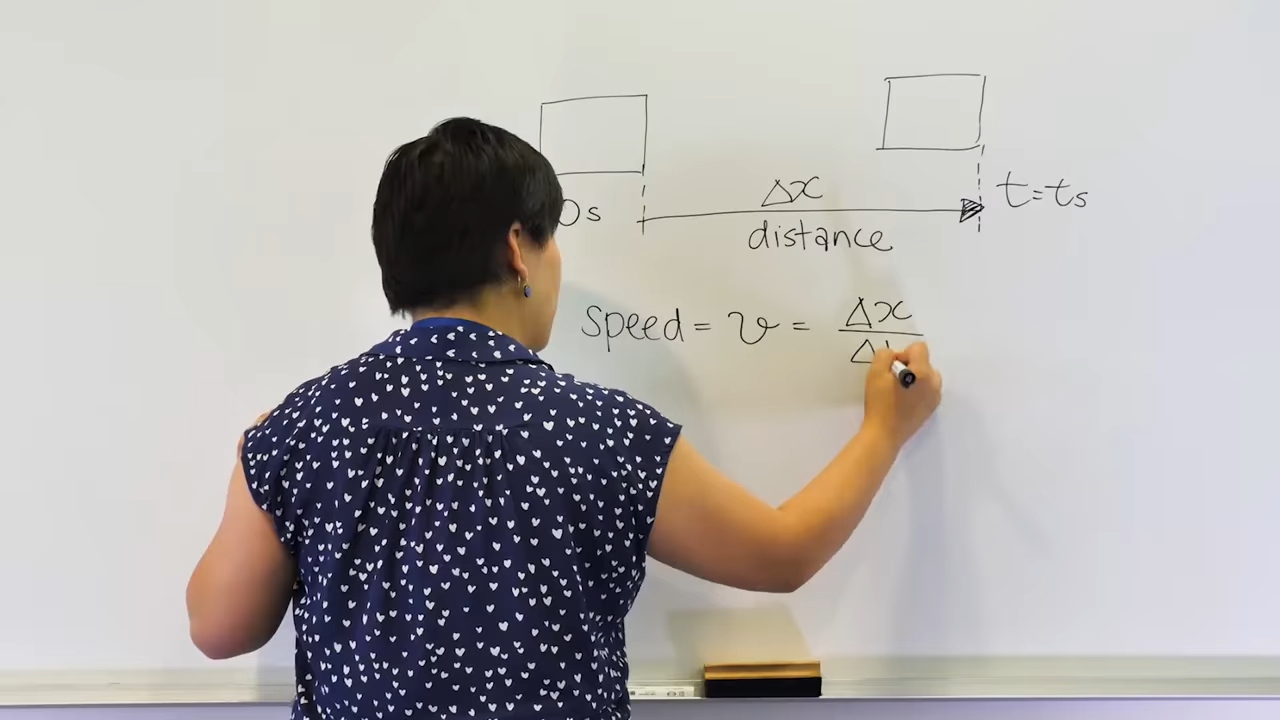 Δx
t=ts
0s
distance
Speed = v = Δx
Δ